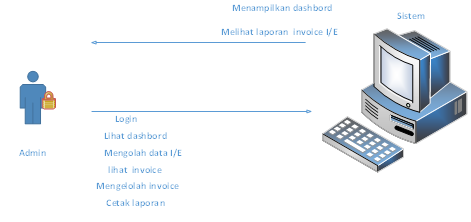 Menampilkan dashbord
Sistem
Melihat laporan invoice I/E
Login
Lihat dashbord
Admin
Mengolah data I/E
lihat invoice
Mengelolah invoice
Cetak laporan